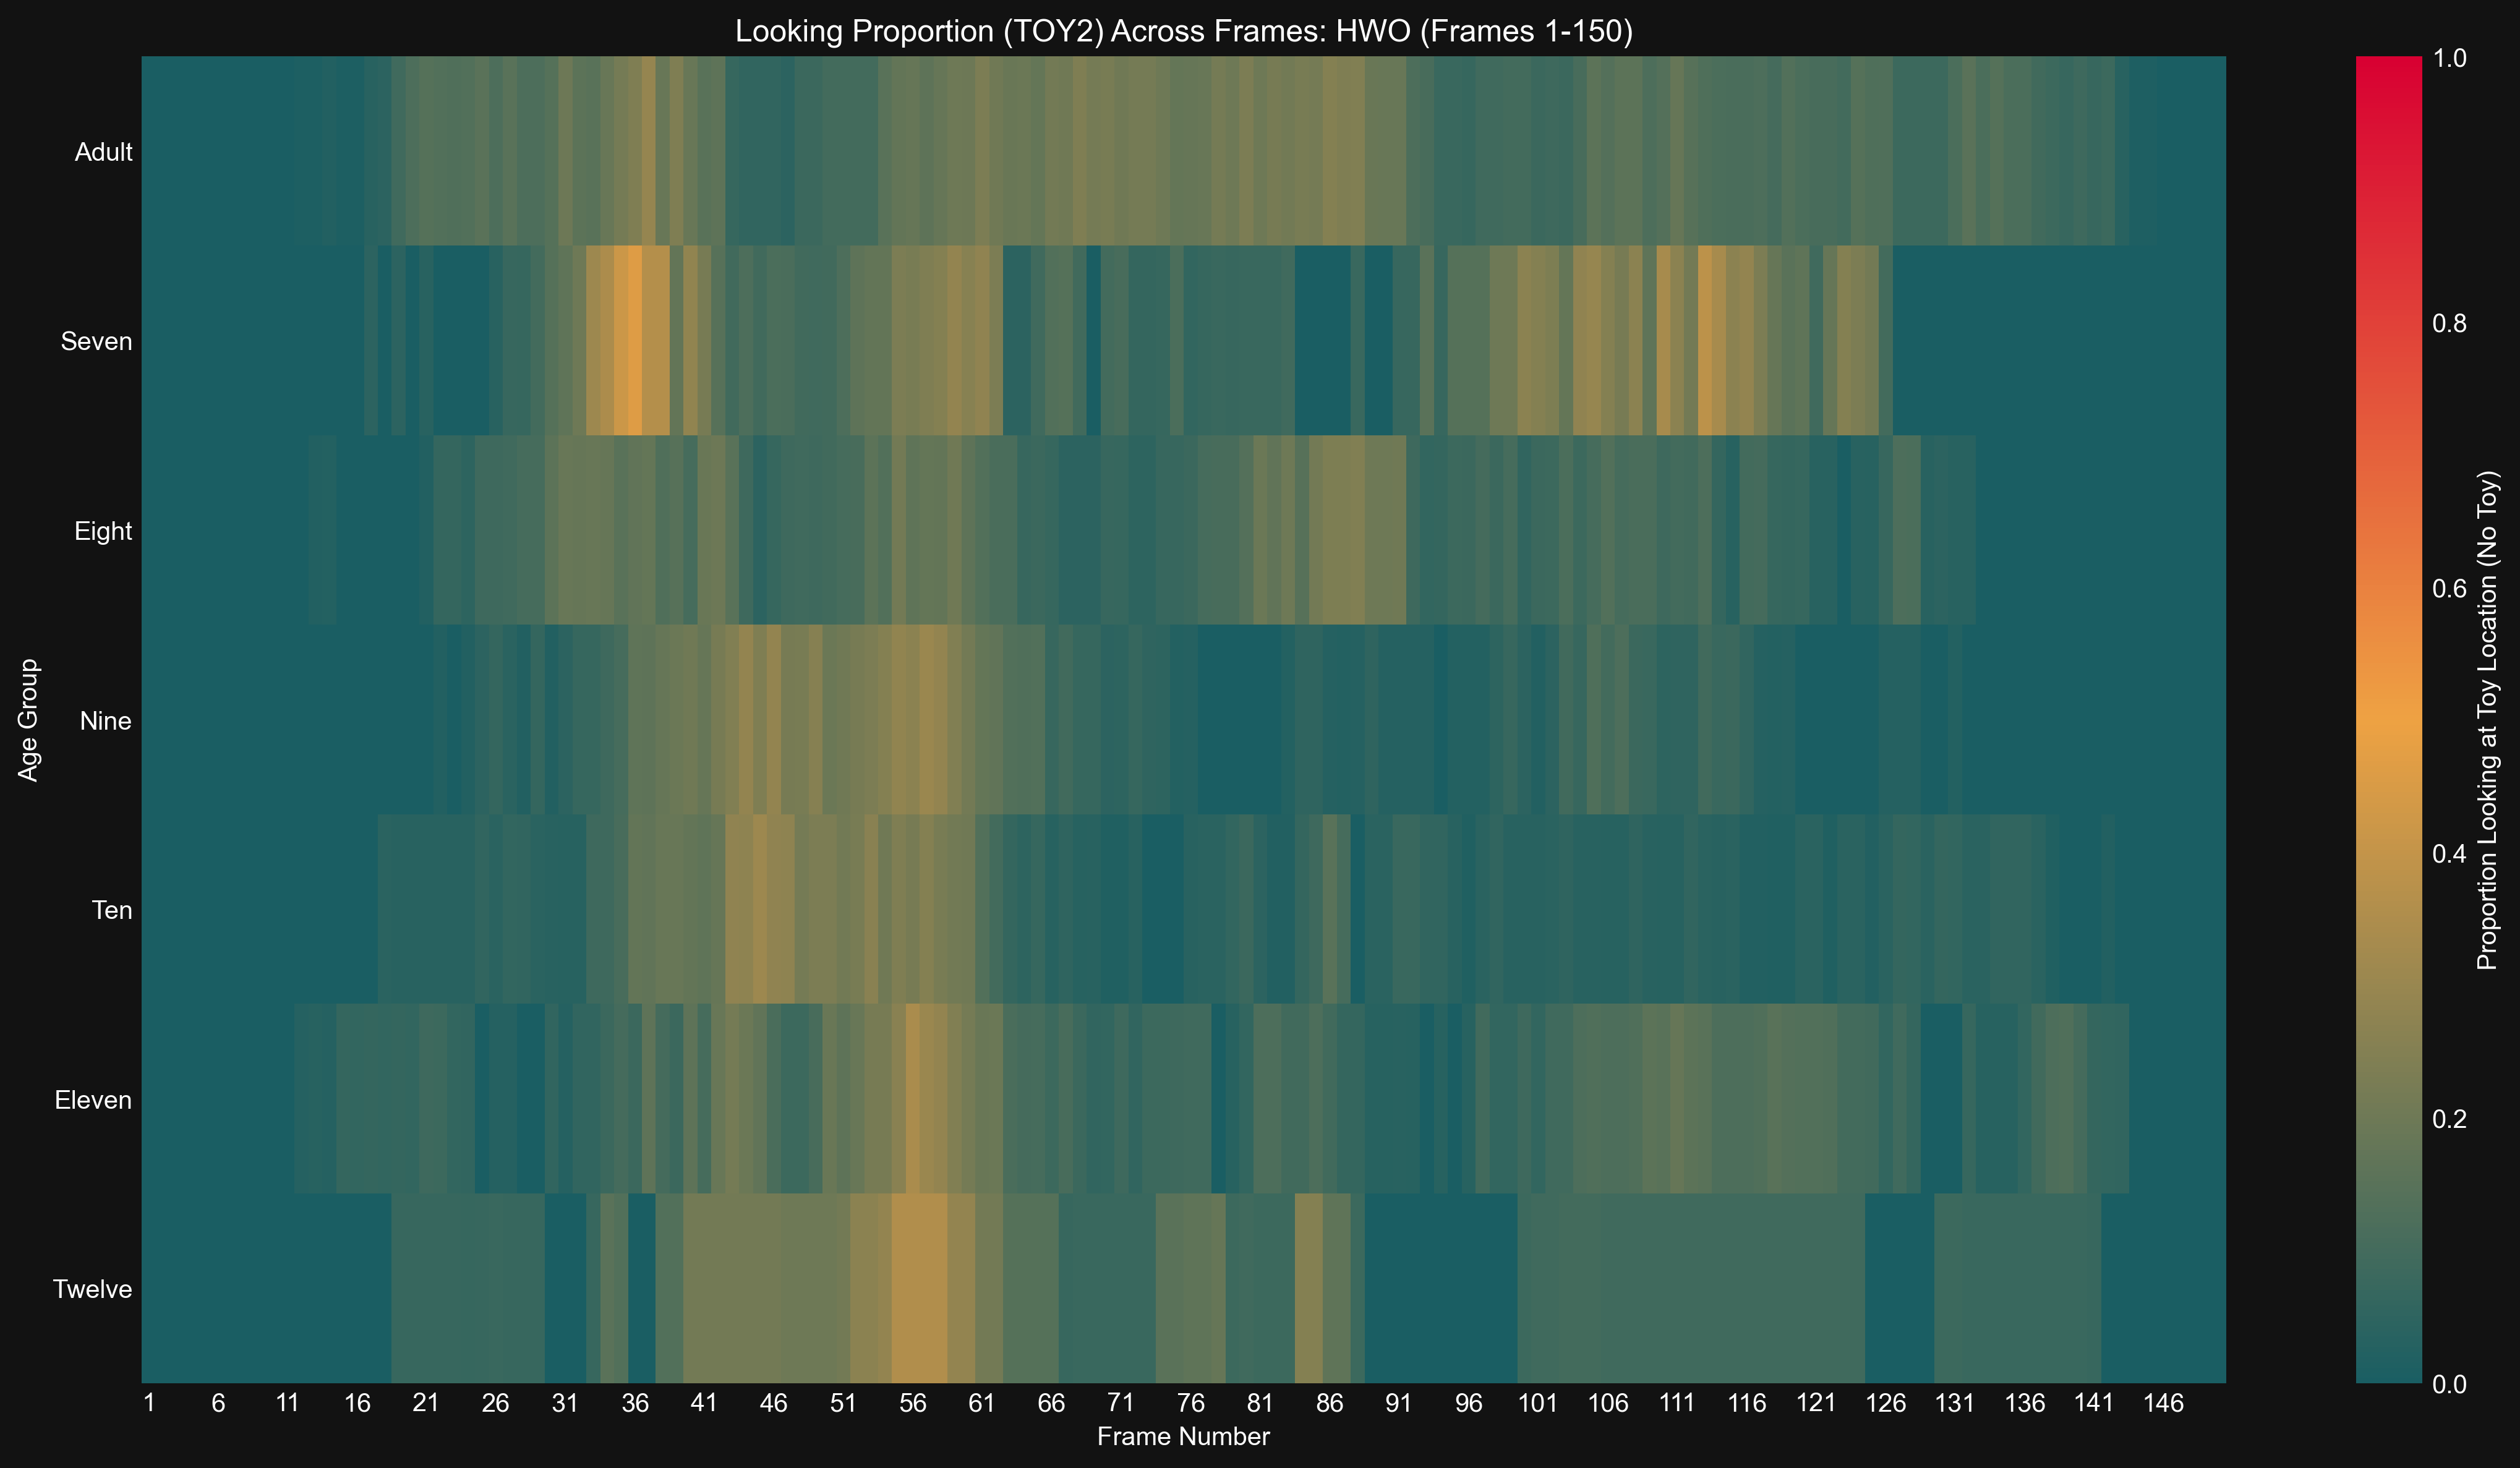 Looking Proportion (TOY2) Across Frames: HWO (Frames 1-150)
Age Group
Adult
Seven
Eight
Nine
Ten
Eleven
Twelve
1 6 11 16 21 26 31 36 41 46 51 56 61 66 71 76 81 86 91 96 101 106 111 116 121 126 131 136 141 146
Frame Number
1.0
0.8
0.6
0.4
0.2
0.0
Proportion Looking at Toy Location (No Toy)